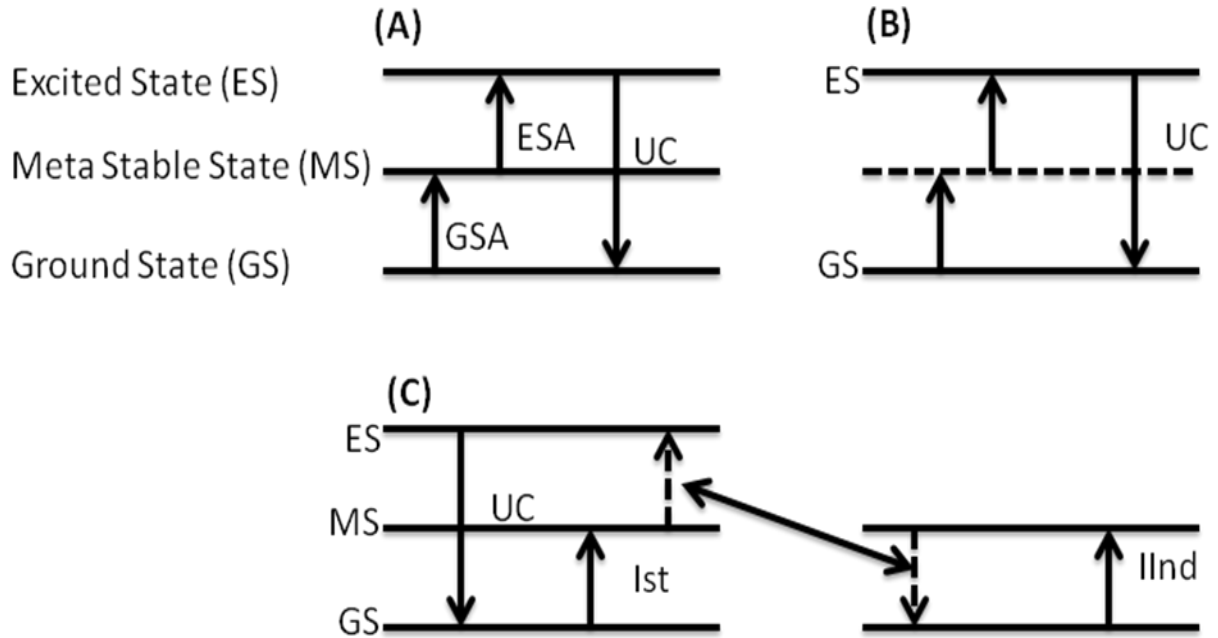 (A)
Excited State (ES)
ESA
UC
Meta Stable State (MS)
GSA
Ground State (GS)
(B)
ES
UC
GS
(C)
ES
UC
MS
Ist
GS
IInd